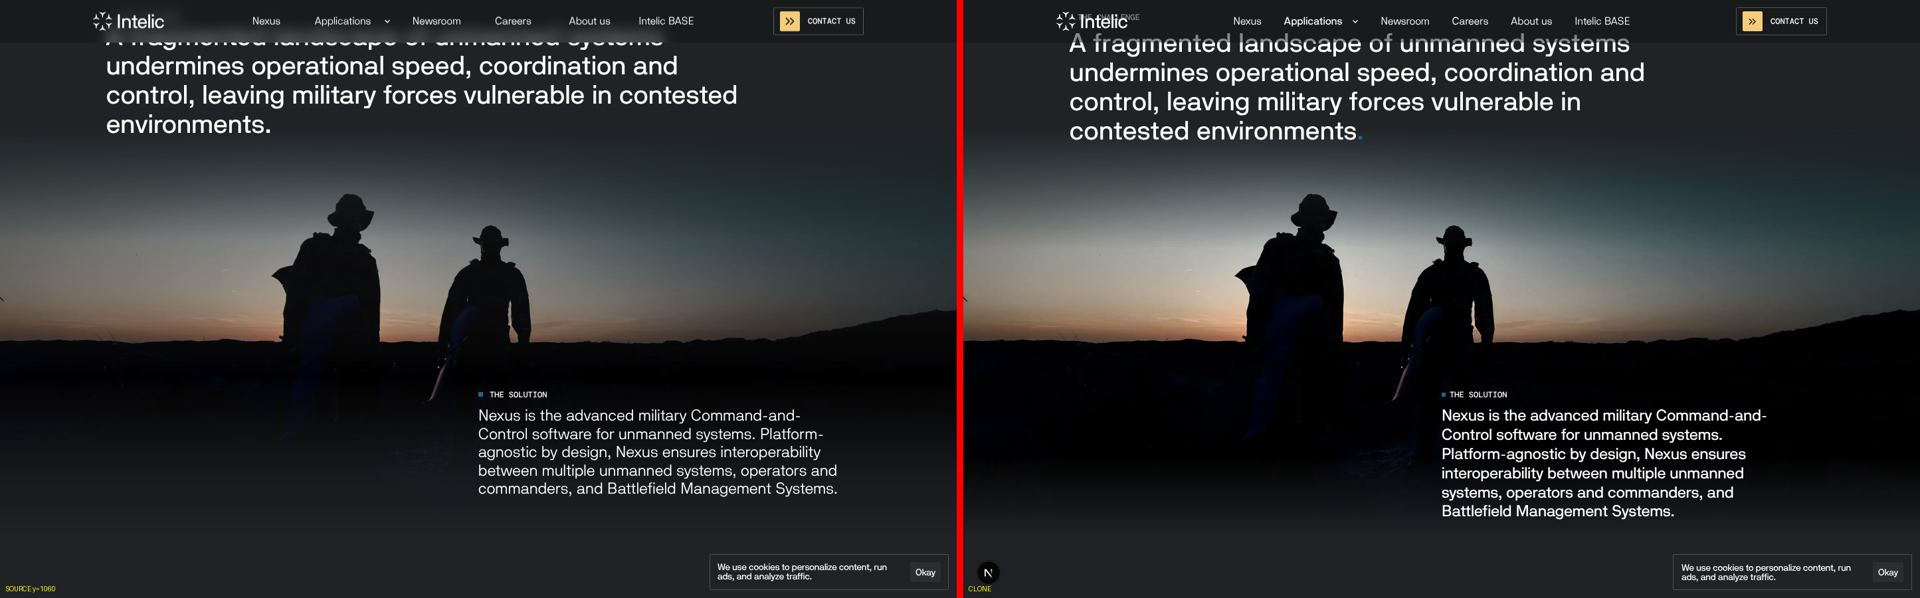 Intelic
Nexus
Applications
Newsroom
Careers
About us
Intelic BASE
CONTACT US
A fragmented landscape of unmanned systems
undermines operational speed, coordination and
control, leaving military forces vulnerable in contested
environments.
THE SOLUTION
Nexus is the advanced military Command-and-
Control software for unmanned systems. Platform-
agnostic by design, Nexus ensures interoperability
between multiple unmanned systems, operators and
commanders, and Battlefield Management Systems.
We use cookies to personalize content, run
ads, and analyze traffic.
Okay
SOURCE y=1060
Intelic
Nexus
Applications
Newsroom
Careers
About us
Intelic BASE
CONTACT US
A fragmented landscape of unmanned systems
undermines operational speed, coordination and
control, leaving military forces vulnerable in
contested environments.
THE SOLUTION
Nexus is the advanced military Command-and-
Control software for unmanned systems.
Platform-agnostic by design, Nexus ensures
interoperability between multiple unmanned
systems, operators and commanders, and
Battlefield Management Systems.
N
We use cookies to personalize content, run
ads, and analyze traffic.
Okay
CLONE